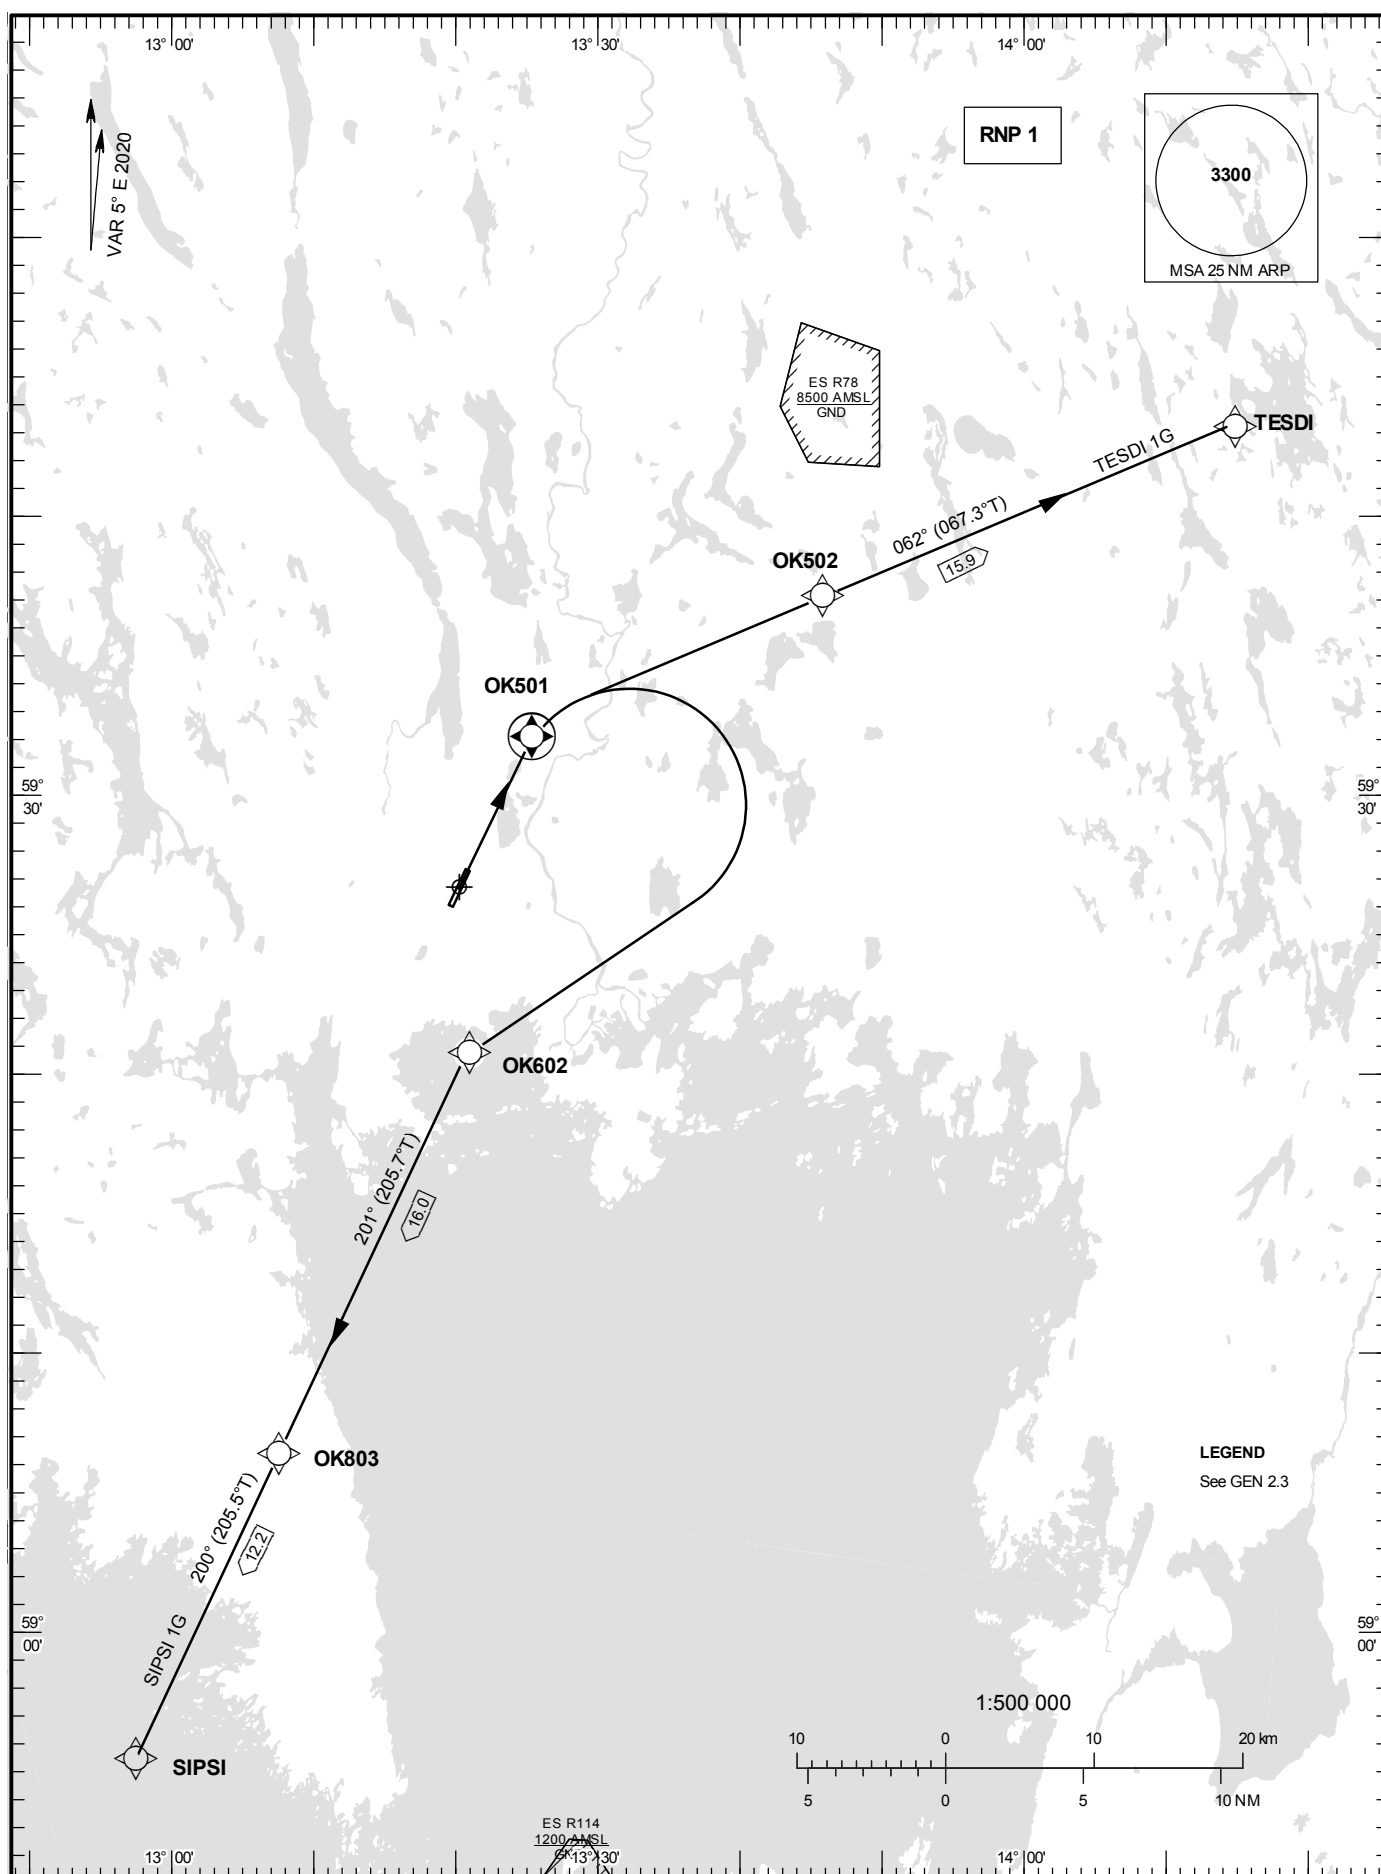 13° 00'
13° 30'
14° 00'
VAR 5° E 2020
RNP 1
3300
MSA 25 NM ARP
ES R78
8500 AMSL
GND
TESDI
TESDI 1G
062° (067.3°T)
15.9
OK502
OK501
59°
30'
59°
30'
OK602
201° (205.7°T)
16.0
OK803
LEGEND
See GEN 2.3
200° (205.5°T)
12.2
59°
00'
59°
00'
SIPSI 1G
SIPSI
1:500 000
10 0 10 20 km
5 0 5 10 NM
ES R114
1200 AMSL
13° 00'
13° 30'
14° 00'